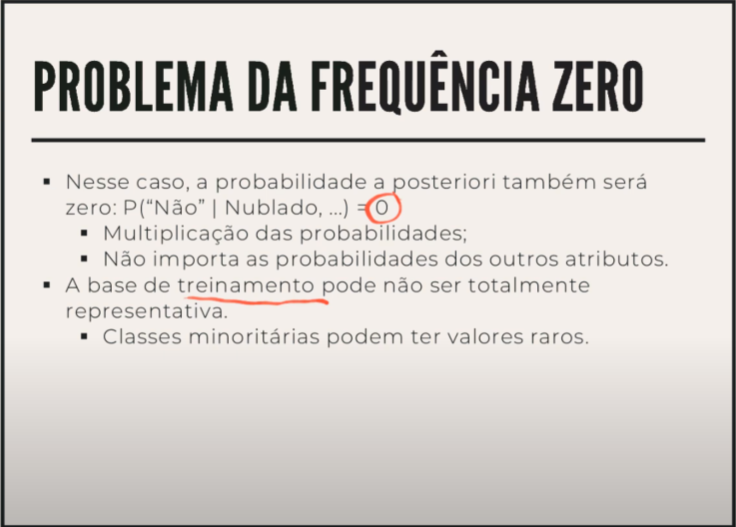 PROBLEMA DA FREQUÊNCIA ZERO
▪ Nesse caso, a probabilidade a posteriori também será
zero: P(“Não” | Nublado, ...) = 0
▪ Multiplicação das probabilidades;
▪ Não importa as probabilidades dos outros atributos.
▪ A base de treinamento pode não ser totalmente
representativa.
▪ Classes minoritárias podem ter valores raros.